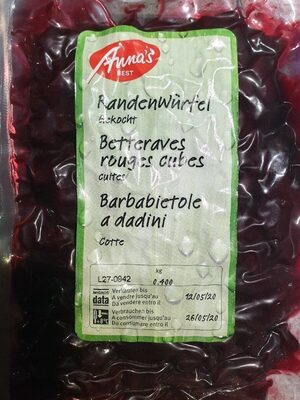 Anna's
BEST
Randenwürfel
Gekocht
Betteraves
rouges cubes
cuites
Barbabietole
a dadini
Cotte
kg
L27-0942 0.400
MIGROS data
Verkaufen bis
A vendre jusqu'au 12/05/20
Da vendere entro il
Verbrauchen bis
A consommer jusqu'au 26/05/20
Da consumare entro il